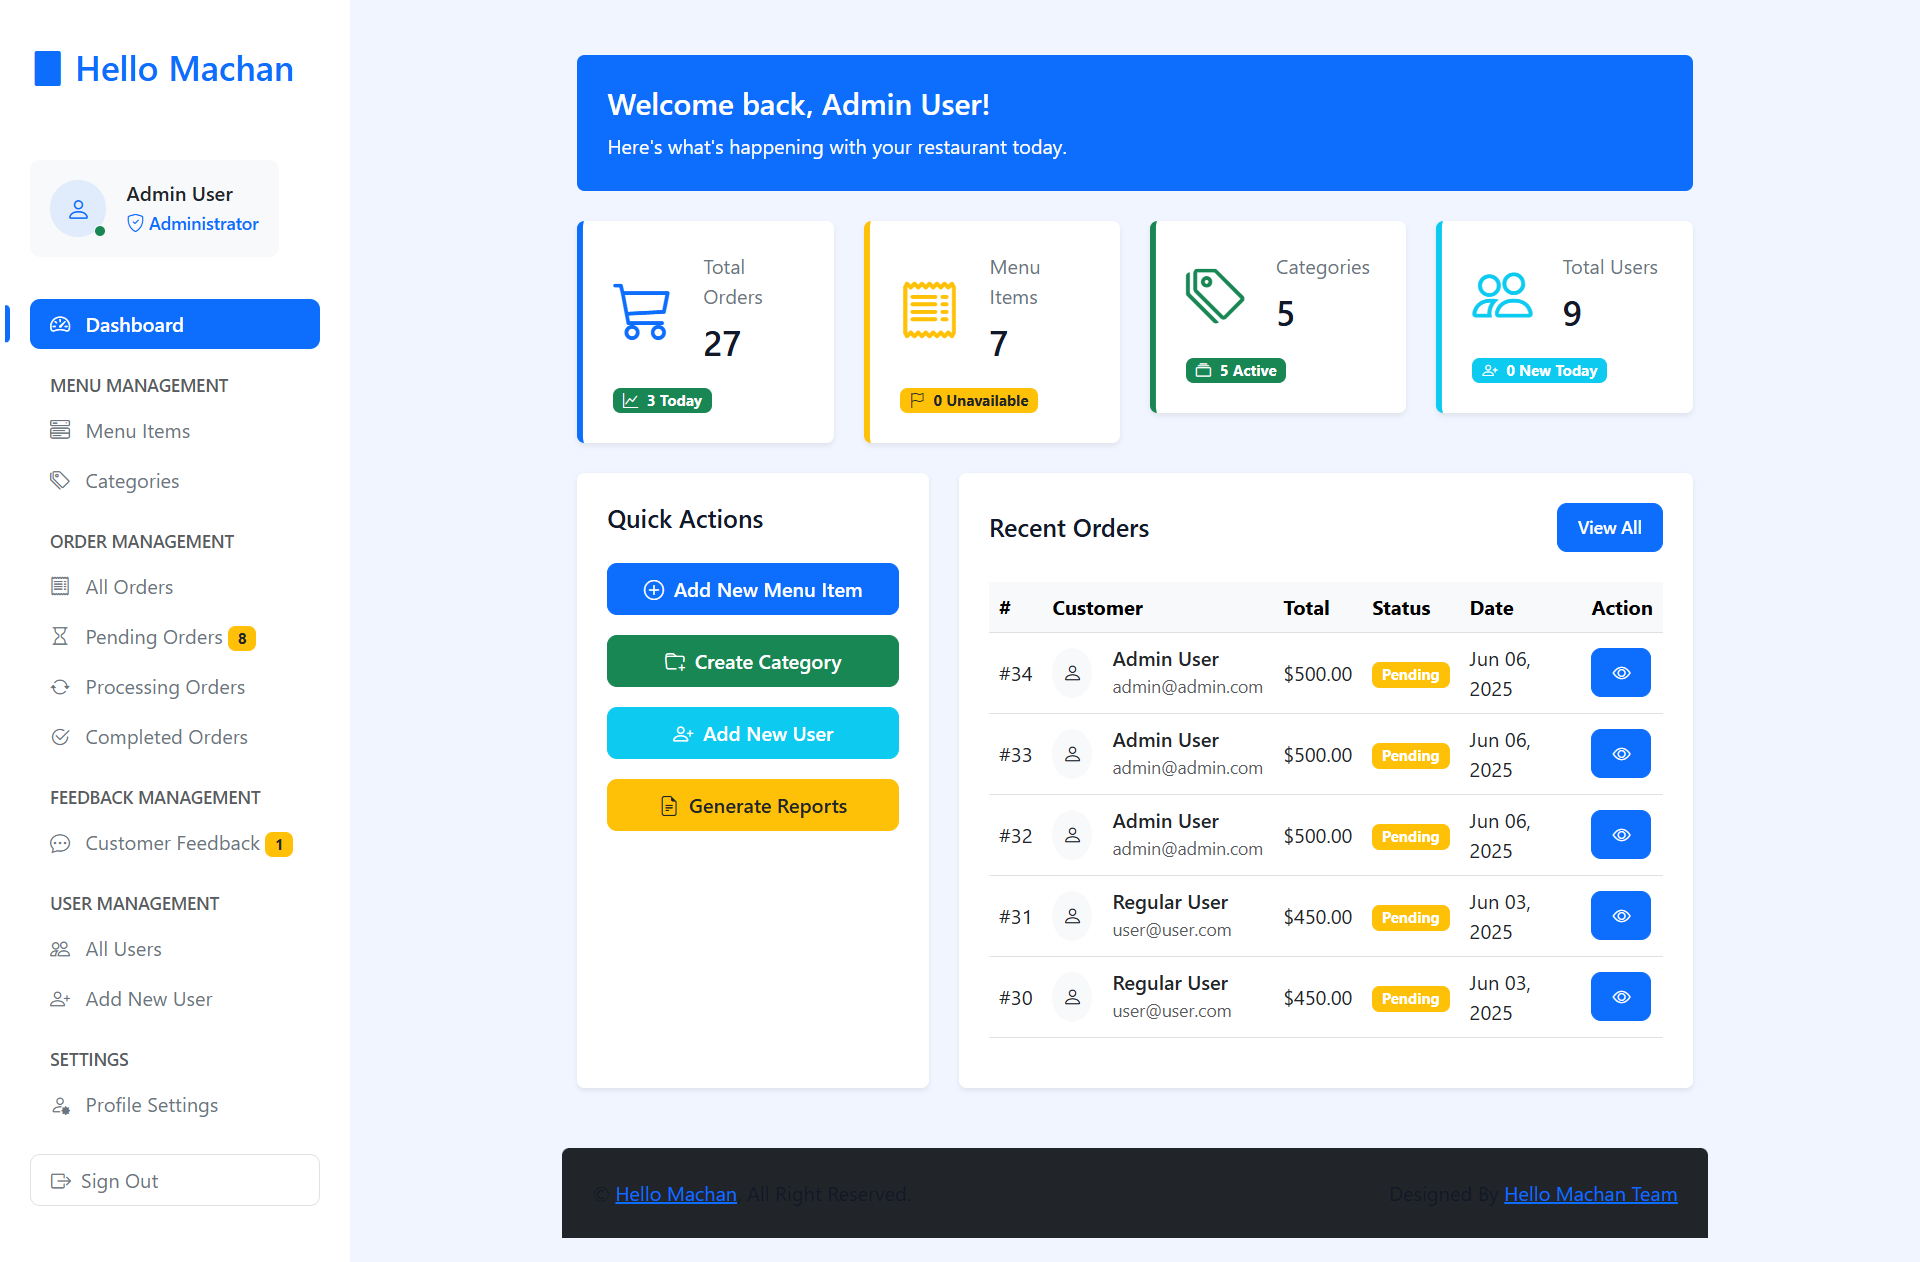 Hello Machan
Admin User
Administrator
Dashboard
MENU MANAGEMENT
Menu Items
Categories
ORDER MANAGEMENT
All Orders
Pending Orders 8
Processing Orders
Completed Orders
FEEDBACK MANAGEMENT
Customer Feedback 1
USER MANAGEMENT
All Users
Add New User
SETTINGS
Profile Settings
Sign Out
Welcome back, Admin User!
Here's what's happening with your restaurant today.
Total
Orders
27
3 Today
Menu
Items
7
0 Unavailable
Categories
5
5 Active
Total Users
9
0 New Today
Quick Actions
Add New Menu Item
Create Category
Add New User
Generate Reports
Recent Orders
View All
# Customer Total Status Date Action
#34 Admin User admin@admin.com $500.00 Pending Jun 06, 2025
#33 Admin User admin@admin.com $500.00 Pending Jun 06, 2025
#32 Admin User admin@admin.com $500.00 Pending Jun 06, 2025
#31 Regular User user@user.com $450.00 Pending Jun 03, 2025
#30 Regular User user@user.com $450.00 Pending Jun 03, 2025
© Hello Machan, All Right Reserved.
Designed By Hello Machan Team